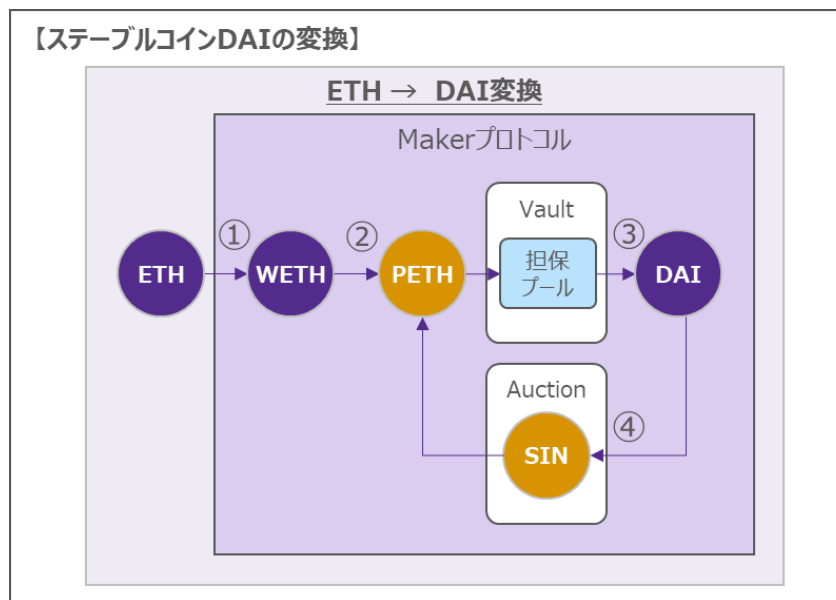 【ステーブルコインDAIの変換】
ETH → DAI変換
Makerプロトコル
Vault
① ② ③
ETH WETH PETH 担保プール DAI
Auction
④
SIN